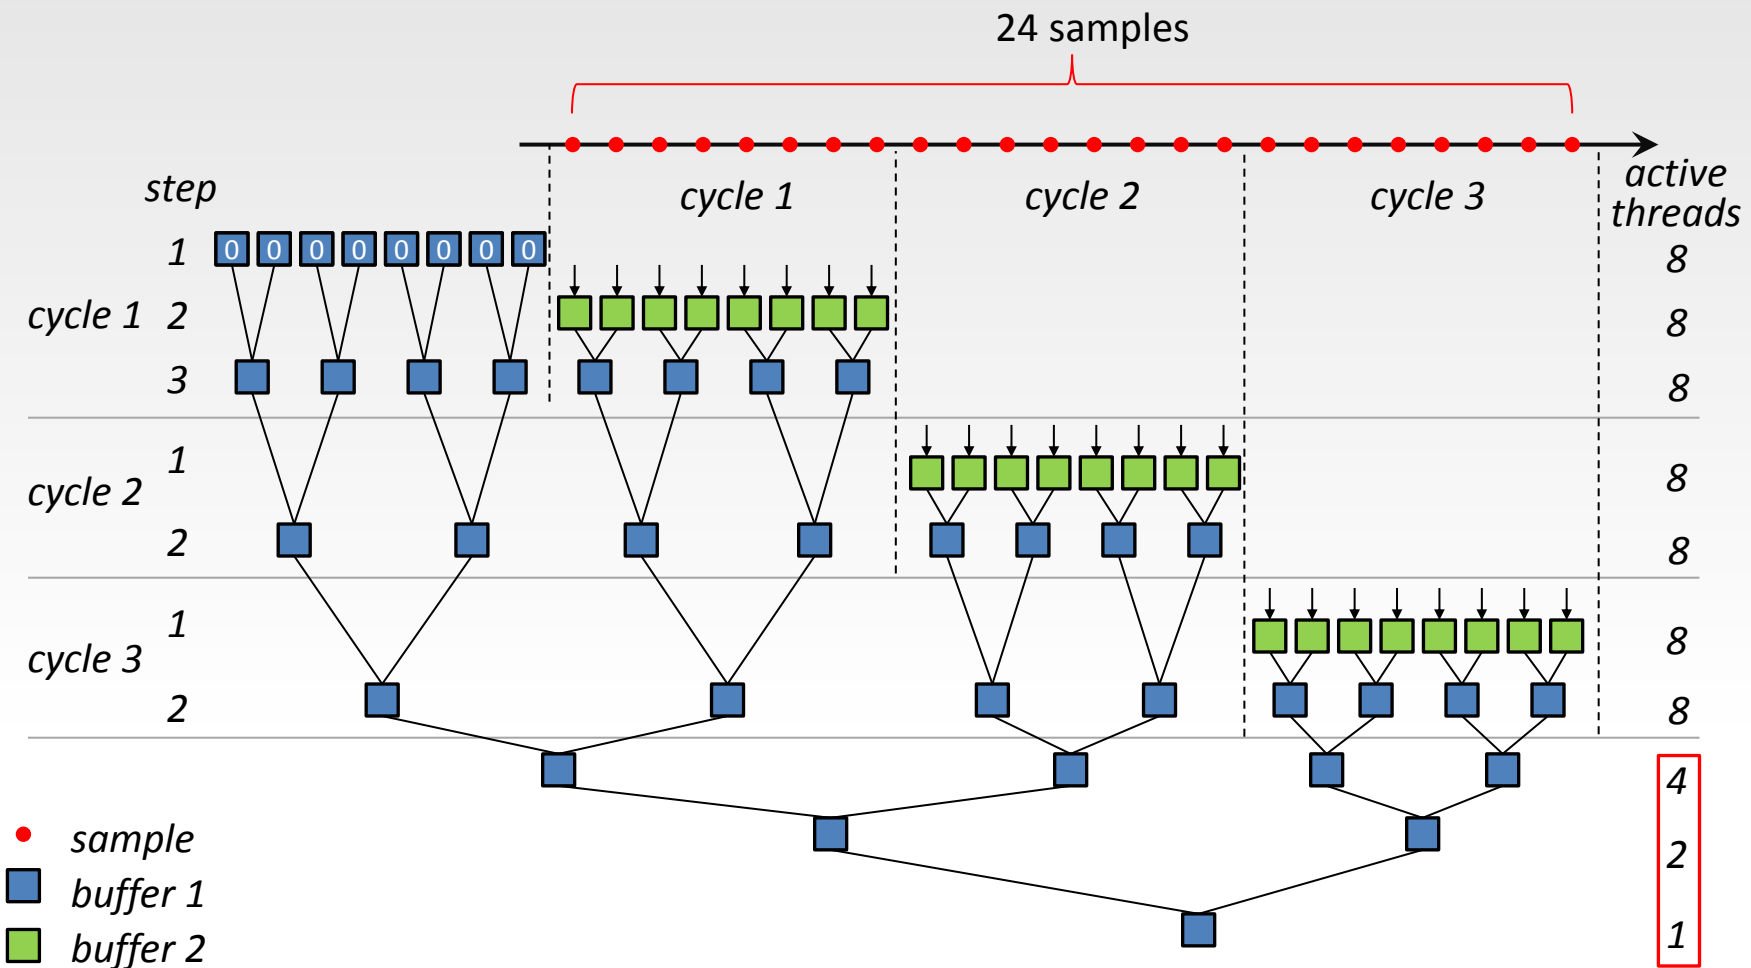 24 samples
step
cycle 1
cycle 2
cycle 3
active
threads
1
0 0 0 0 0 0 0 0
8
cycle 1
2
8
3
8
1
8
cycle 2
2
8
1
8
cycle 3
2
8
4
sample
2
buffer 1
1
buffer 2